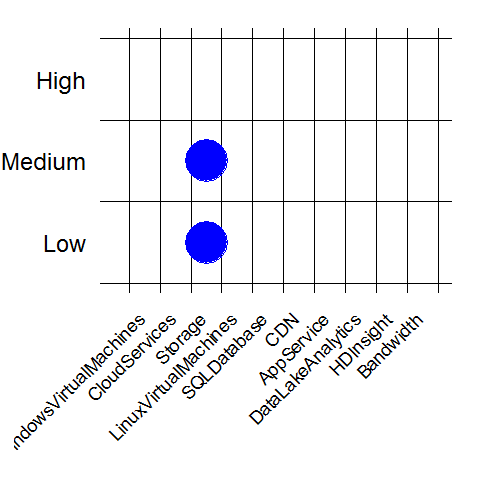 High
Medium
Low
ndowsVirtualMachines
CloudServices
Storage
LinuxVirtualMachines
SQLDatabase
CDN
AppService
DataLakeAnalytics
HDInsight
Bandwidth